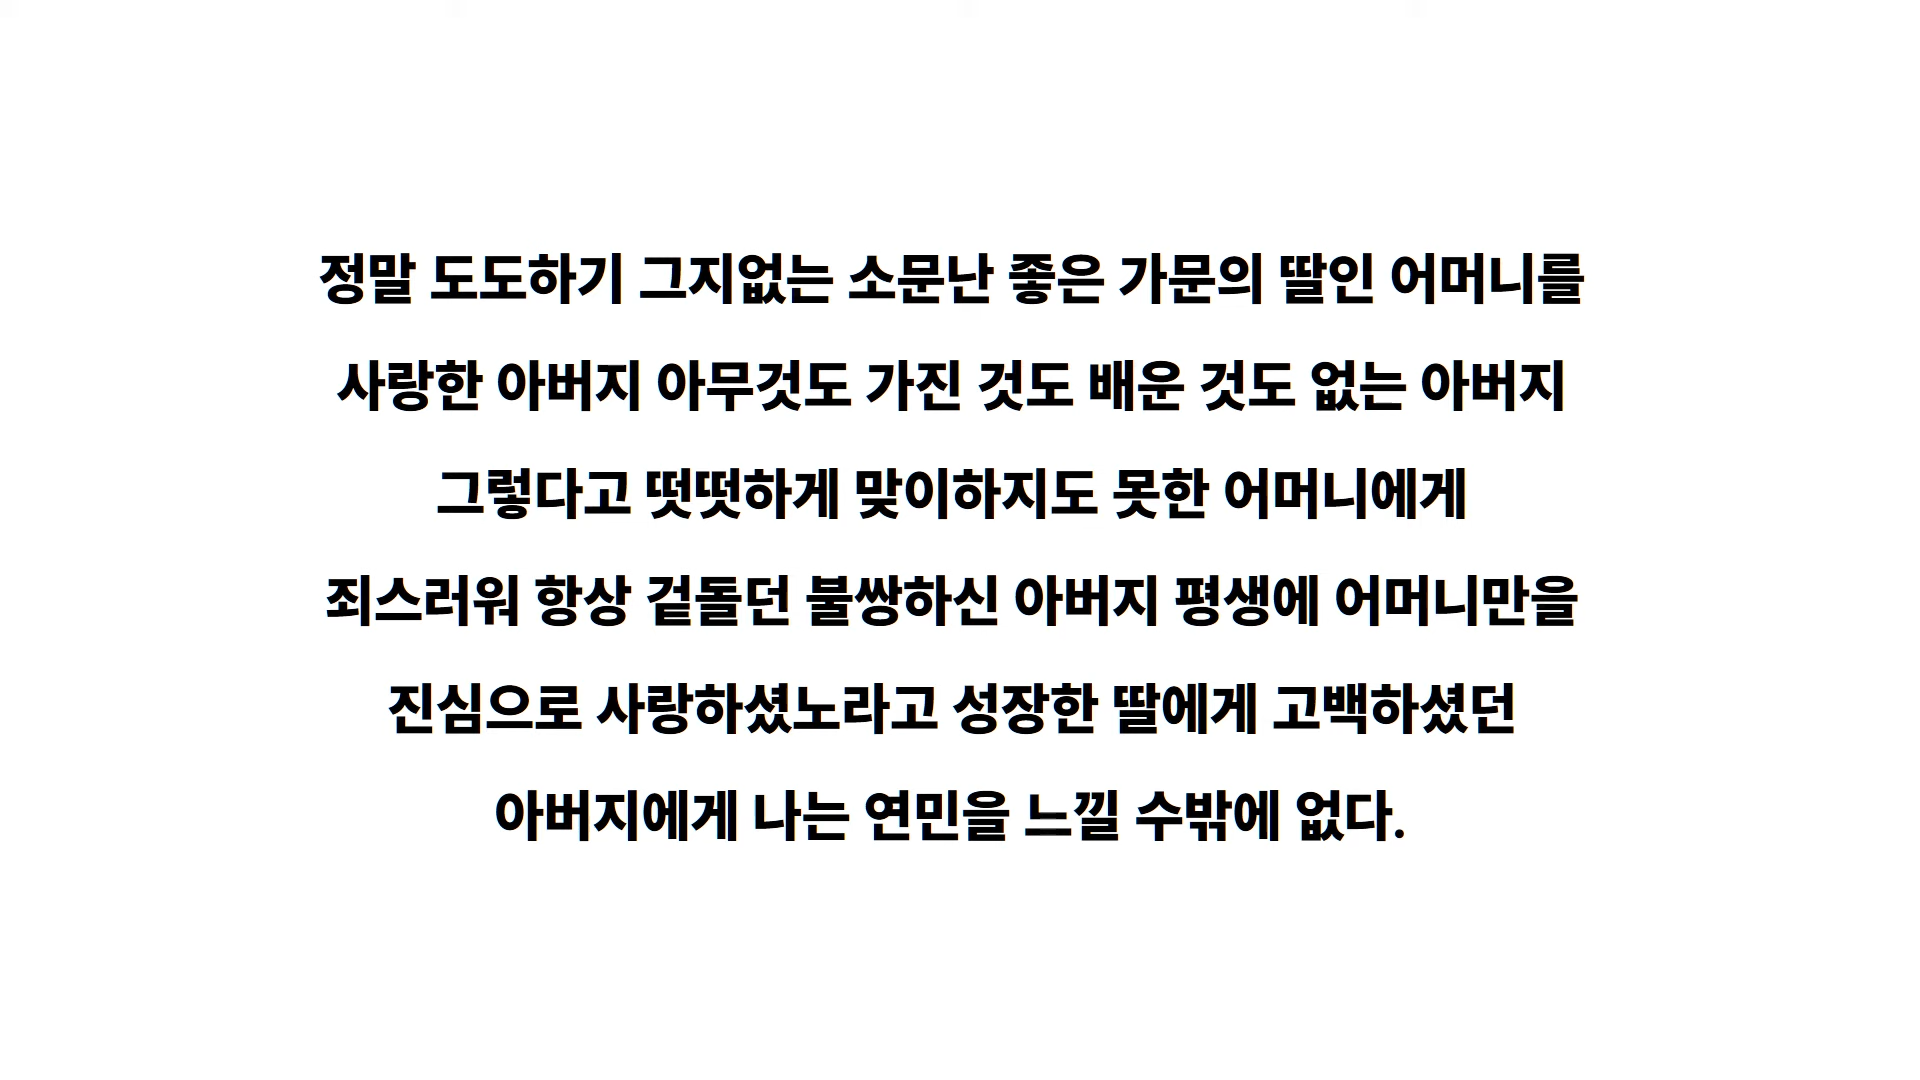 정말 도도하기 그지없는 소문난 좋은 가문의 딸인 어머니를
사랑한 아버지 아무것도 가진 것도 배운 것도 없는 아버지
그렇다고 떳떳하게 맞이하지도 못한 어머니에게
죄스러워 항상 겉돌던 불쌍하신 아버지 평생에 어머니만을
진심으로 사랑하셨노라고 성장한 딸에게 고백하셨던
아버지에게 나는 연민을 느낄 수밖에 없다.